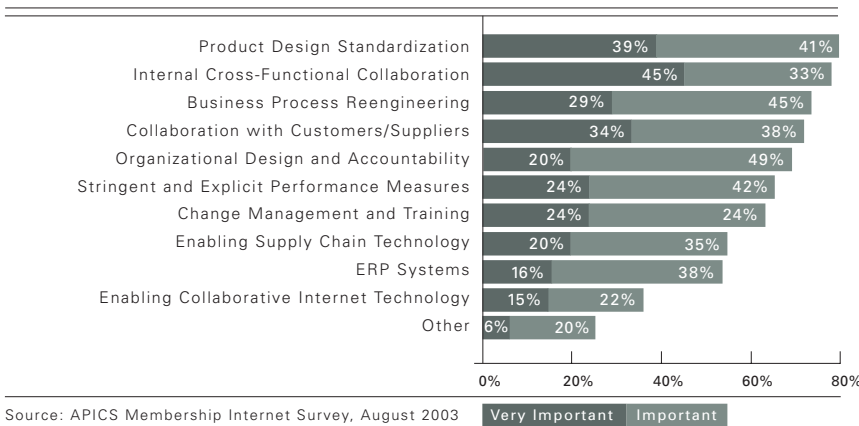 Product Design Standardization 39% 41%
Internal Cross-Functional Collaboration 45% 33%
Business Process Reengineering 29% 45%
Collaboration with Customers/Suppliers 34% 38%
Organizational Design and Accountability 20% 49%
Stringent and Explicit Performance Measures 24% 42%
Change Management and Training 24% 24%
Enabling Supply Chain Technology 20% 35%
ERP Systems 16% 38%
Enabling Collaborative Internet Technology 15% 22%
Other 6% 20%
0% 20% 40% 60% 80%
Source: APICS Membership Internet Survey, August 2003 Very Important Important